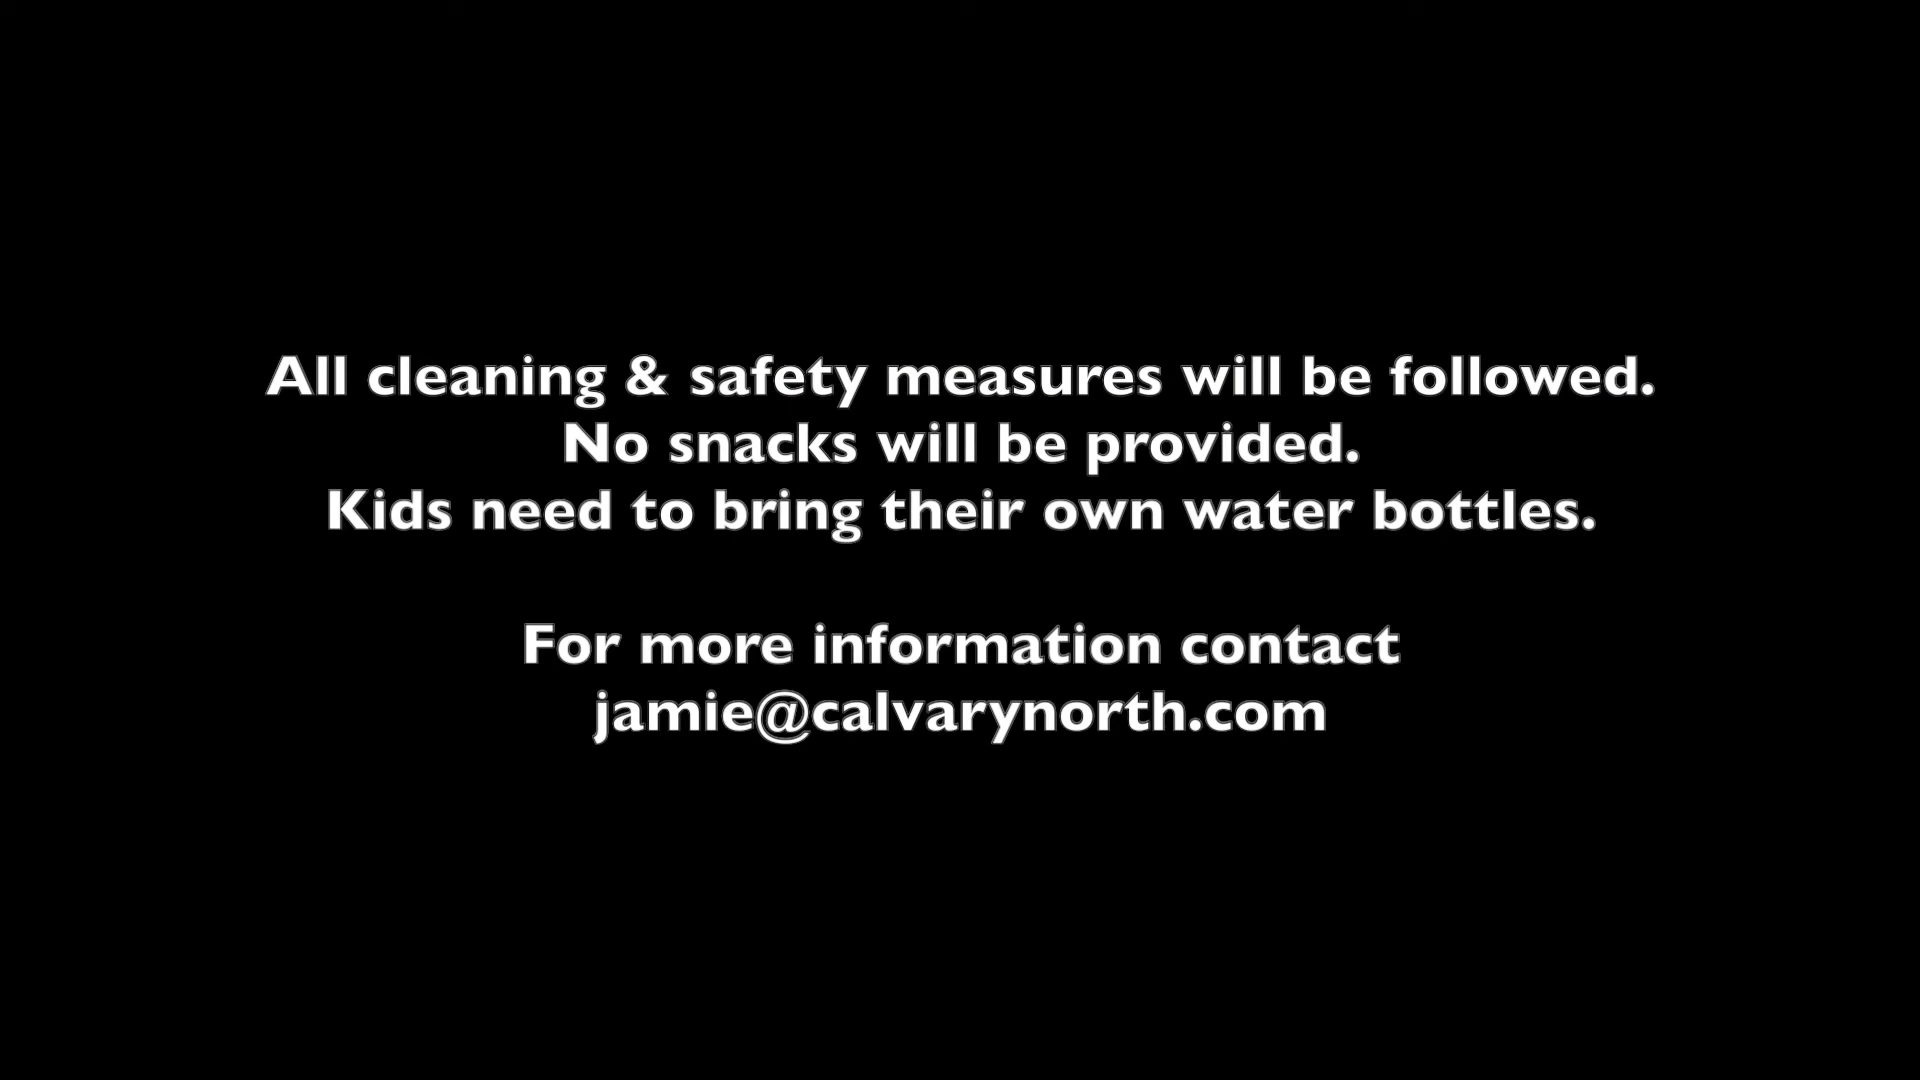 All cleaning & safety measures will be followed.
No snacks will be provided.
Kids need to bring their own water bottles.
For more information contact
jamie@calvarynorth.com